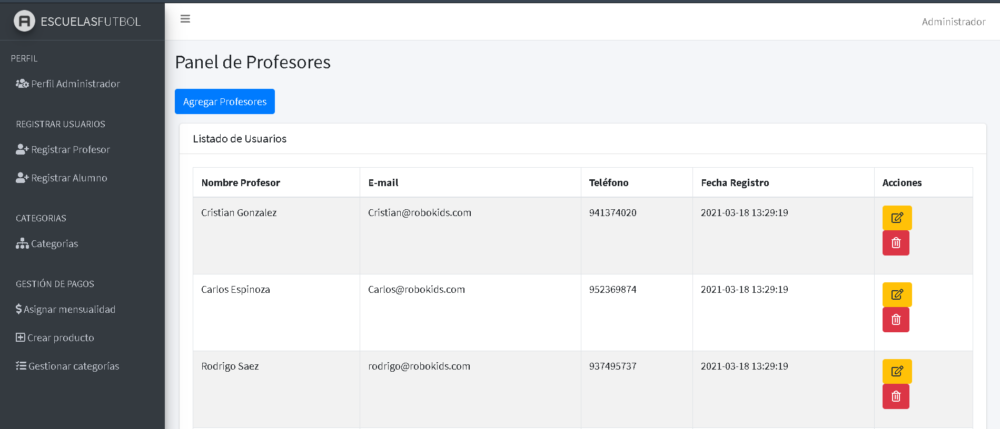 ESCUELASFUTBOL
Administrador
PERFIL
Perfil Administrador
REGISTRAR USUARIOS
Registrar Profesor
Registrar Alumno
CATEGORIAS
Categorias
GESTIÓN DE PAGOS
$ Asignar mensualidad
Crear producto
Gestionar categorías
Panel de Profesores
Agregar Profesores
Listado de Usuarios
Nombre Profesor E-mail Teléfono Fecha Registro Acciones
Cristian Gonzalez Cristian@robokids.com 941374020 2021-03-18 13:29:19
Carlos Espinoza Carlos@robokids.com 952369874 2021-03-18 13:29:19
Rodrigo Saez rodrigo@robokids.com 937495737 2021-03-18 13:29:19